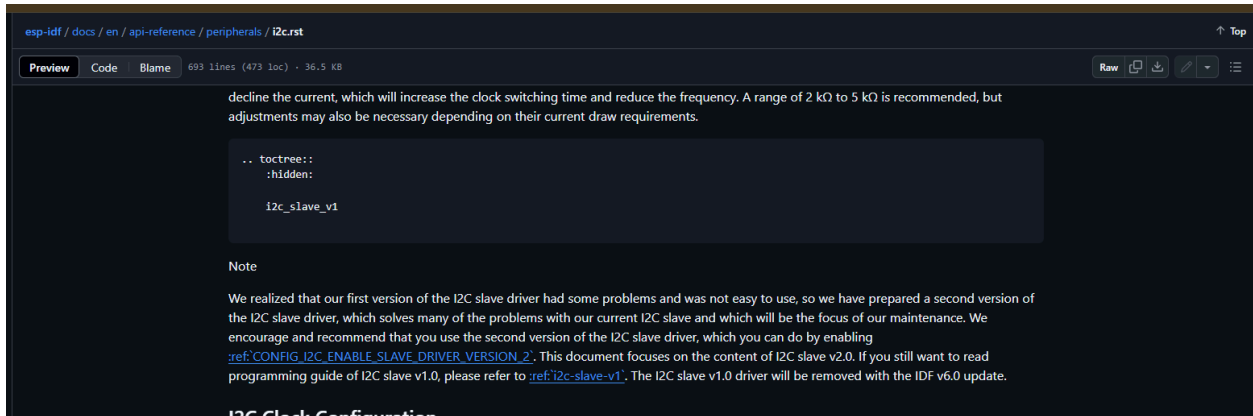 esp-idf / docs / en / api-reference / peripherals / i2c.rst
Top
Preview Code Blame 693 lines (473 loc) · 36.5 KB
Raw
decline the current, which will increase the clock switching time and reduce the frequency. A range of 2 kΩ to 5 kΩ is recommended, but
adjustments may also be necessary depending on their current draw requirements.
.. toctree::
:hidden:
i2c_slave_v1
Note
We realized that our first version of the I2C slave driver had some problems and was not easy to use, so we have prepared a second version of
the I2C slave driver, which solves many of the problems with our current I2C slave and which will be the focus of our maintenance. We
encourage and recommend that you use the second version of the I2C slave driver, which you can do by enabling
:ref:`CONFIG_I2C_ENABLE_SLAVE_DRIVER_VERSION_2`. This document focuses on the content of I2C slave v2.0. If you still want to read
programming guide of I2C slave v1.0, please refer to :ref:`i2c-slave-v1`. The I2C slave v1.0 driver will be removed with the IDF v6.0 update.
I2C Clock Configuration